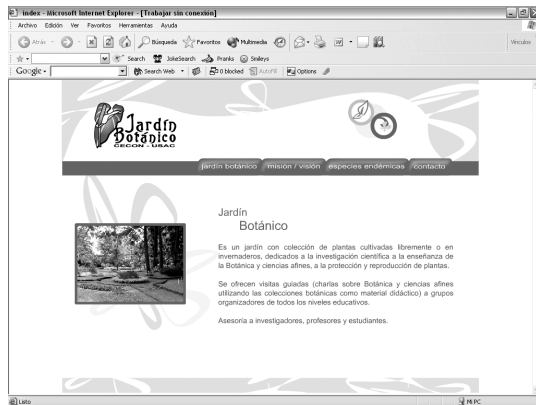 index - Microsoft Internet Explorer - [Trabajar sin conexión]
Archivo Edición Ver Favoritos Herramientas Ayuda
Atrás Búsqueda Favoritos Multimedia Vínculos
Search JokeSearch Pranks Smileys
Google Search Web 0 blocked AutoFill Options
Jardín
Botánico
CECON - USAC
jardín botánico misión / visión especies endémicas contacto
Jardín
Botánico
Es un jardín con colección de plantas cultivadas libremente o en
invernaderos, dedicados a la investigación científica a la enseñanza de
la Botánica y ciencias afines, a la protección y reproducción de plantas.
Se ofrecen visitas guiadas (charlas sobre Botánica y ciencias afines
utilizando las colecciones botánicas como material didáctico) a grupos
organizadores de todos los niveles educativos.
Asesoría a investigadores, profesores y estudiantes.
Listo Mi PC